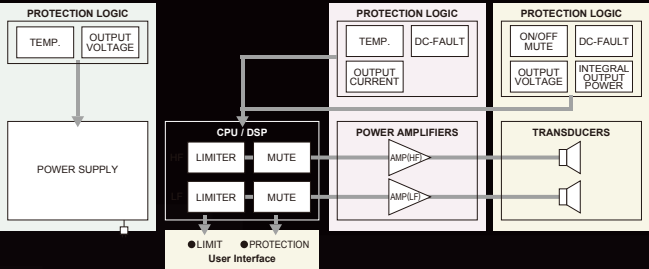 PROTECTION LOGIC
TEMP.
OUTPUT
VOLTAGE
POWER SUPPLY
PROTECTION LOGIC
TEMP.
DC-FAULT
OUTPUT
CURRENT
PROTECTION LOGIC
ON/OFF
MUTE
DC-FAULT
OUTPUT
VOLTAGE
INTEGRAL
OUTPUT
POWER
CPU / DSP
HF
LIMITER
MUTE
LF
LIMITER
MUTE
POWER AMPLIFIERS
AMP(HF)
AMP(LF)
TRANSDUCERS
●LIMIT ●PROTECTION
User Interface